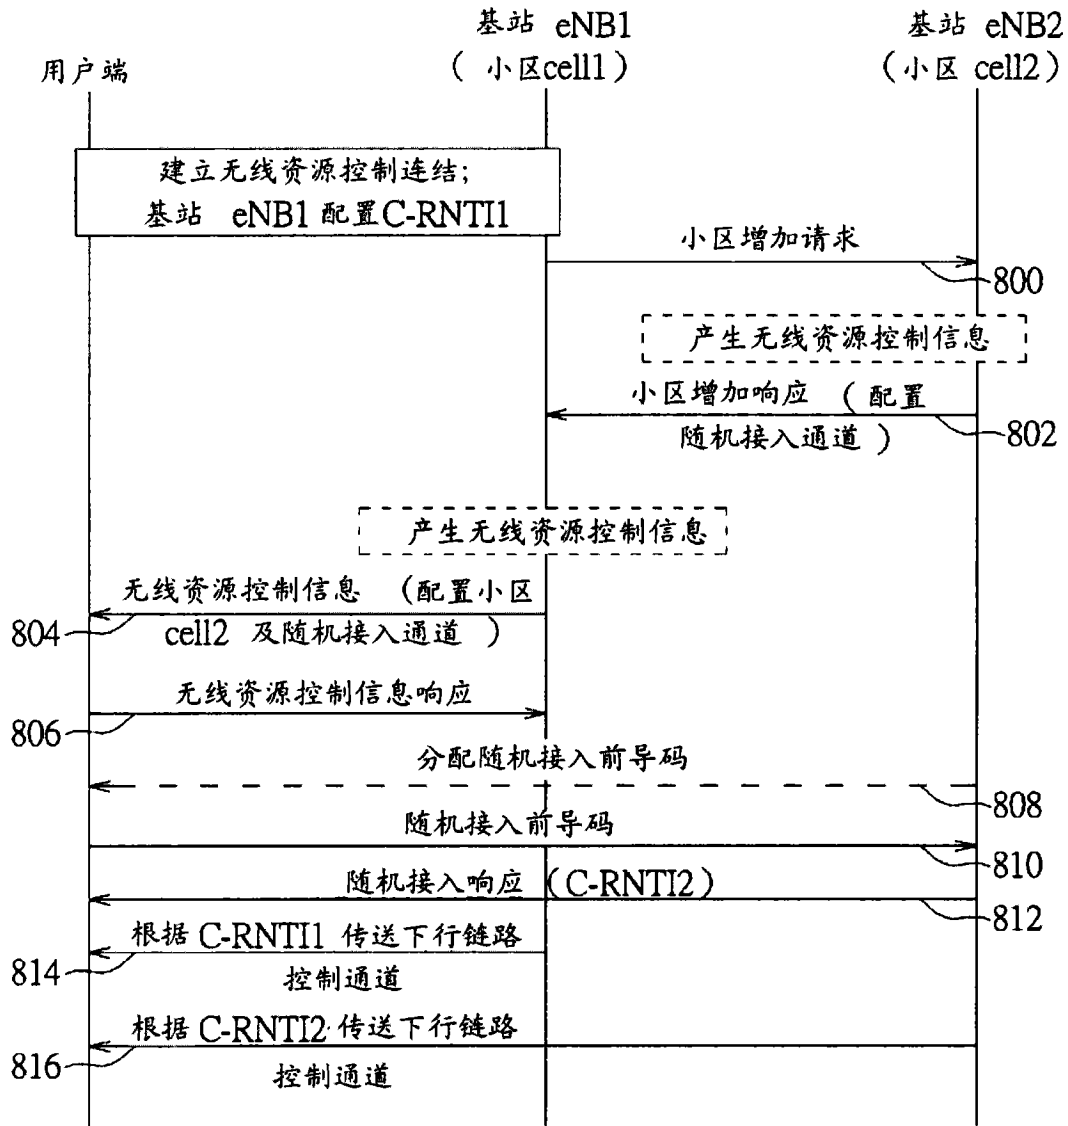 基站 eNB1
(小区cell1)
基站 eNB2
(小区 cell2)
用户端
建立无线资源控制连结;
基站 eNB1 配置C-RNTI1
小区增加请求
800
产生无线资源控制信息
小区增加响应 (配置
随机接入通道)
802
产生无线资源控制信息
无线资源控制信息 (配置小区
cell2 及随机接入通道)
804
无线资源控制信息响应
806
分配随机接入前导码
808
随机接入前导码
810
随机接入响应 (C-RNTI2)
812
根据 C-RNTI1 传送下行链路
控制通道
814
根据 C-RNTI2 传送下行链路
控制通道
816